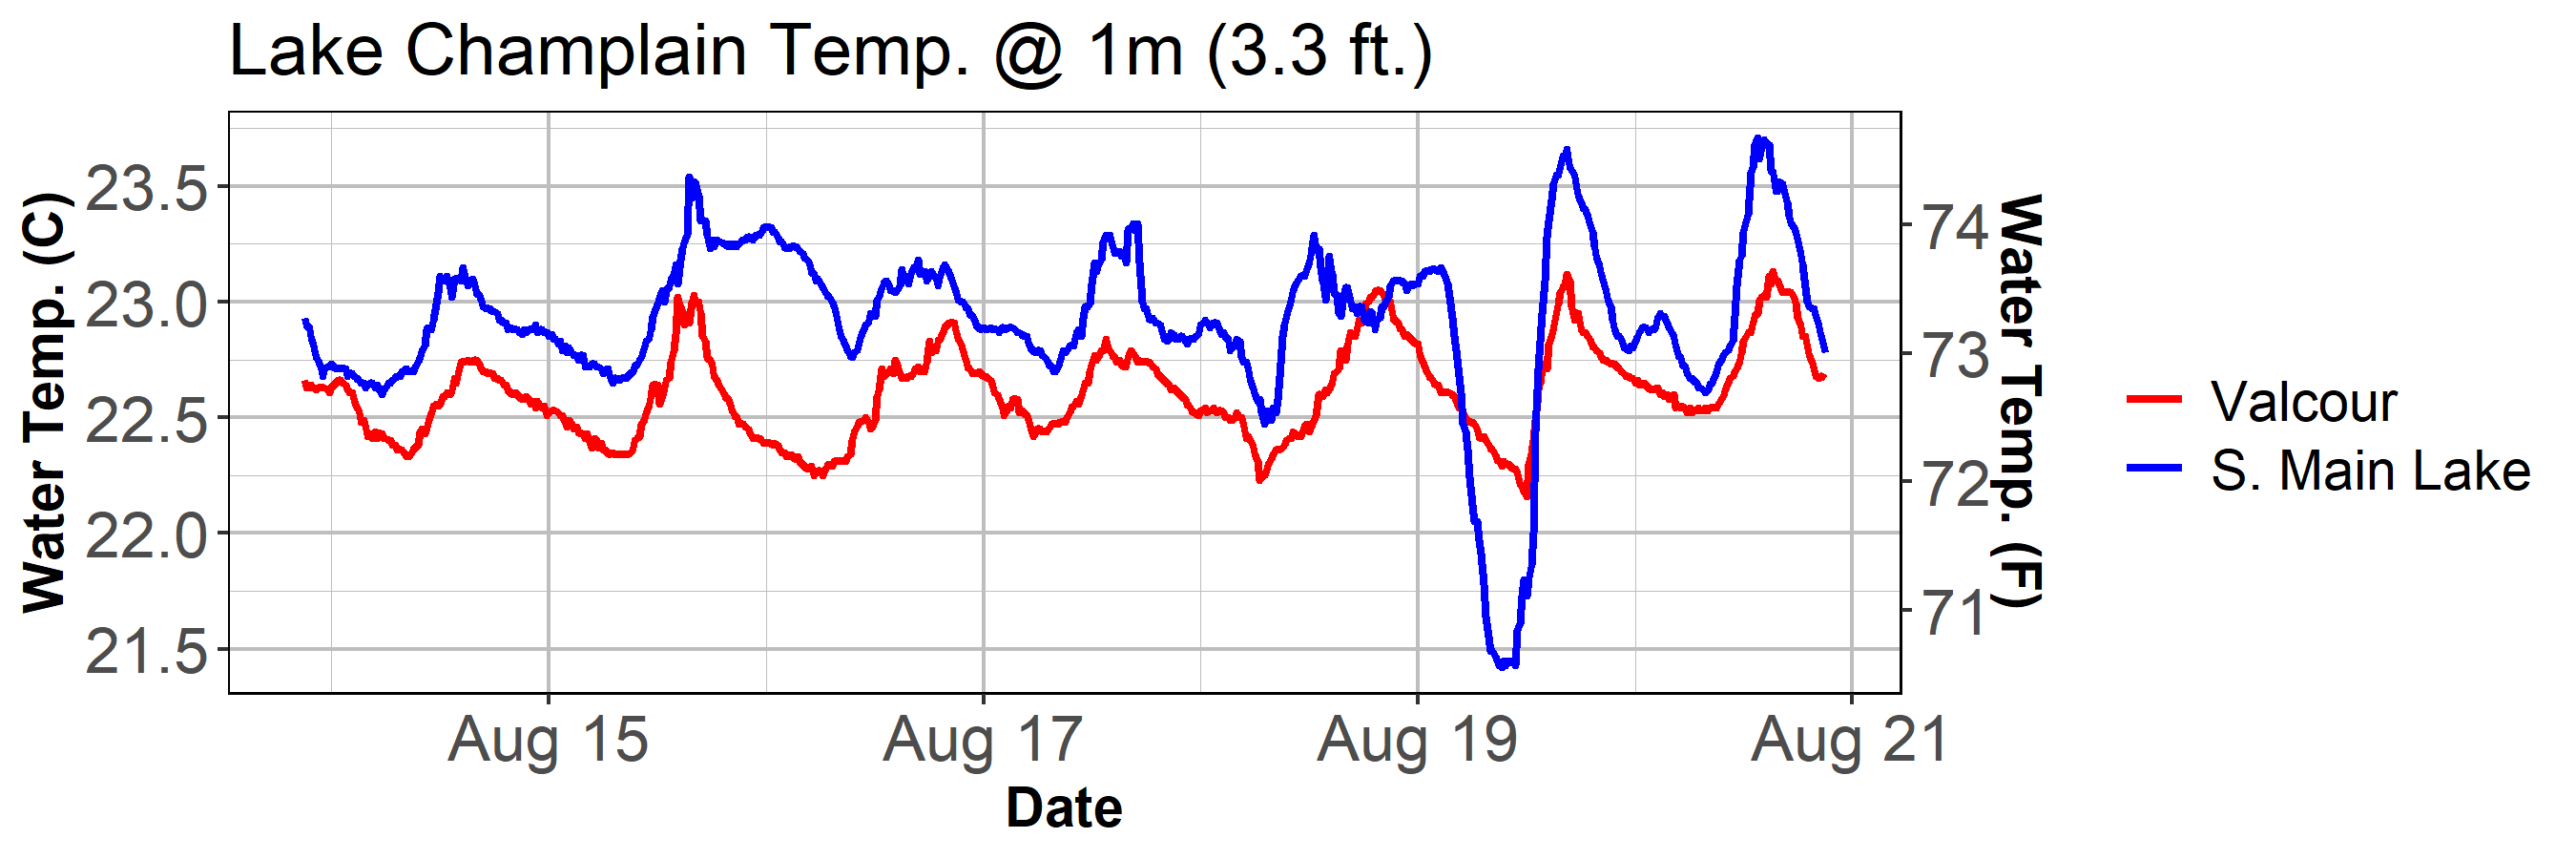 Lake Champlain Temp. @ 1m (3.3 ft.)
Water Temp. (C)
23.5
23.0
22.5
22.0
21.5
74
73
72
71
Water Temp. (F)
Valcour
S. Main Lake
Aug 15
Aug 17
Aug 19
Aug 21
Date